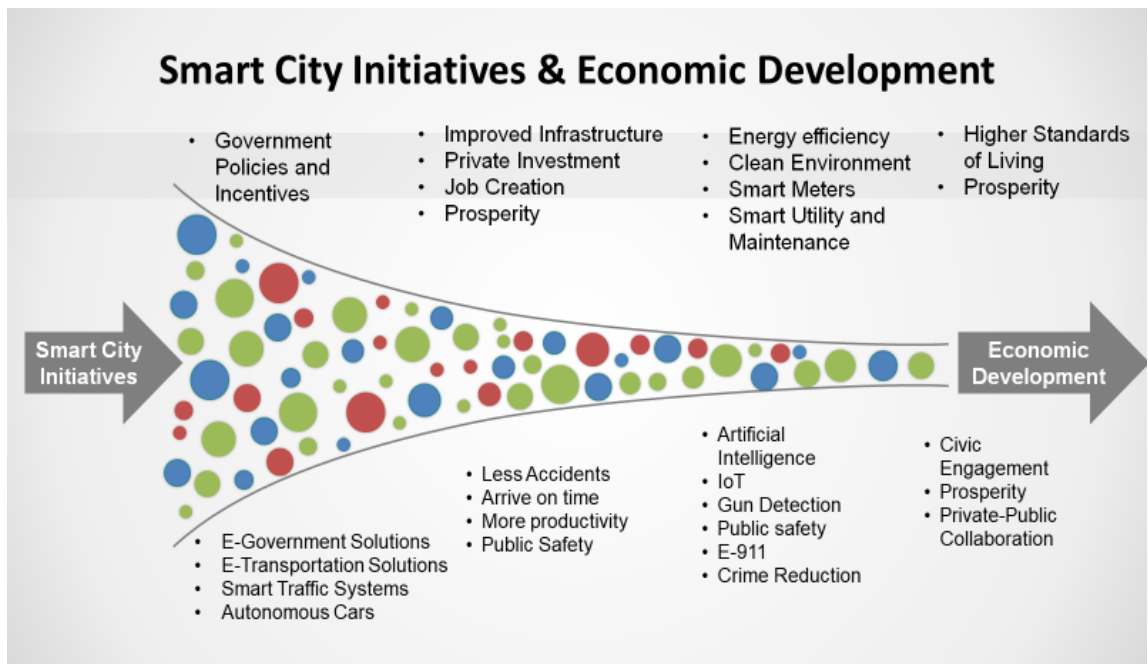 Smart City Initiatives & Economic Development
• Government
Policies and
Incentives
• Improved Infrastructure
• Private Investment
• Job Creation
• Prosperity
• Energy efficiency
• Clean Environment
• Smart Meters
• Smart Utility and
Maintenance
• Higher Standards
of Living
• Prosperity
Smart City
Initiatives
Economic
Development
• E-Government Solutions
• E-Transportation Solutions
• Smart Traffic Systems
• Autonomous Cars
• Less Accidents
• Arrive on time
• More productivity
• Public Safety
• Artificial
Intelligence
• IoT
• Gun Detection
• Public safety
• E-911
• Crime Reduction
• Civic
Engagement
• Prosperity
• Private-Public
Collaboration